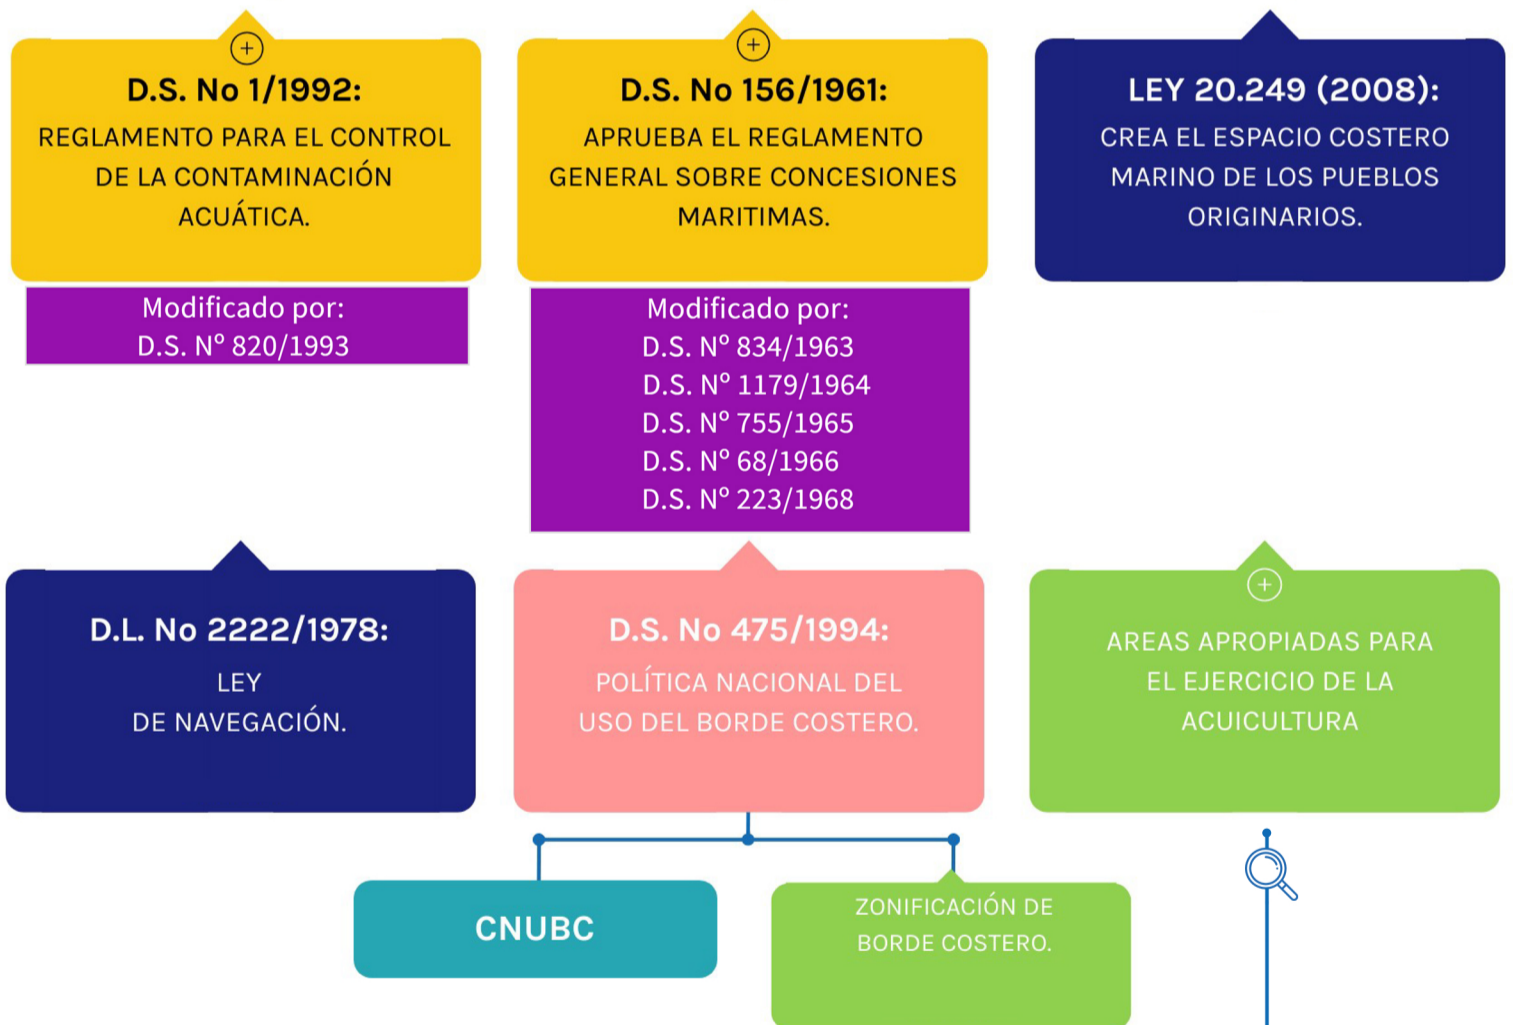 D.S. No 1/1992:
REGLAMENTO PARA EL CONTROL
DE LA CONTAMINACIÓN
ACUÁTICA.
Modificado por:
D.S. Nº 820/1993
D.S. No 156/1961:
APRUEBA EL REGLAMENTO
GENERAL SOBRE CONCESIONES
MARITIMAS.
Modificado por:
D.S. Nº 834/1963
D.S. Nº 1179/1964
D.S. Nº 755/1965
D.S. Nº 68/1966
D.S. Nº 223/1968
LEY 20.249 (2008):
CREA EL ESPACIO COSTERO
MARINO DE LOS PUEBLOS
ORIGINARIOS.
D.L. No 2222/1978:
LEY
DE NAVEGACIÓN.
D.S. No 475/1994:
POLÍTICA NACIONAL DEL
USO DEL BORDE COSTERO.
AREAS APROPIADAS PARA
EL EJERCICIO DE LA
ACUICULTURA
CNUBC
ZONIFICACIÓN DE
BORDE COSTERO.